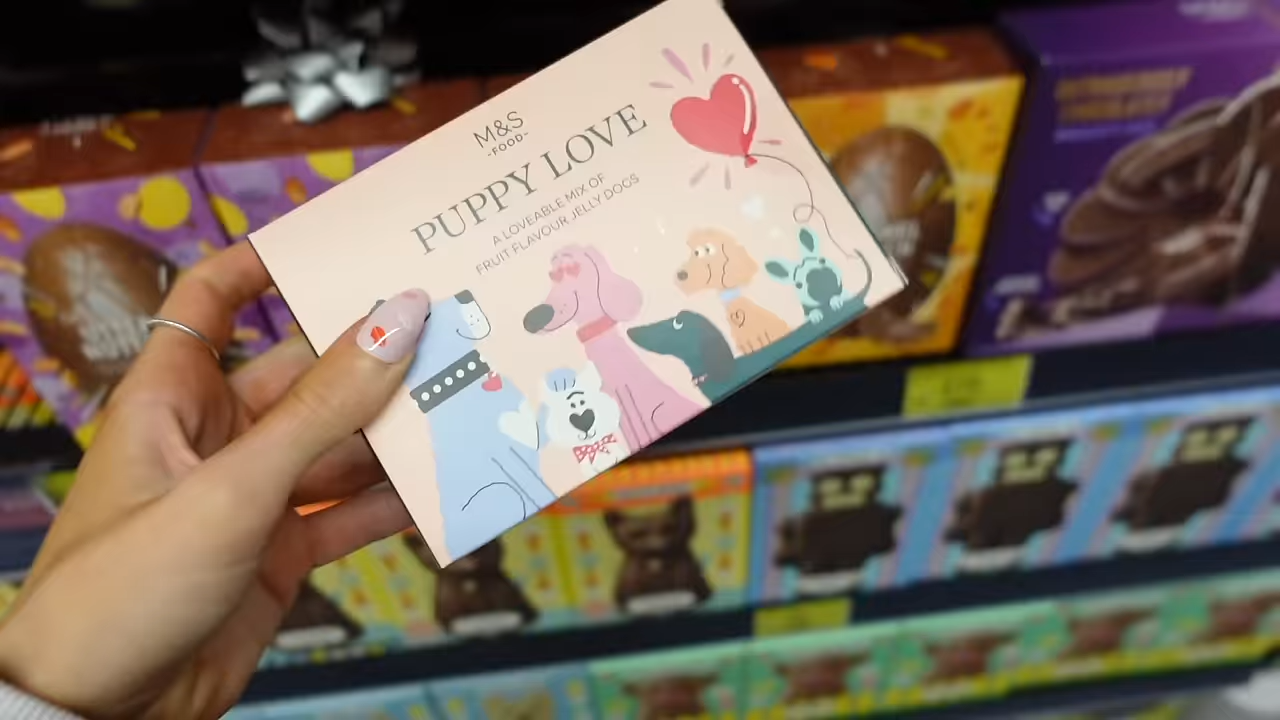 M&S
-FOOD-
PUPPY LOVE
A LOVEABLE MIX OF
FRUIT FLAVOUR JELLY DOGS